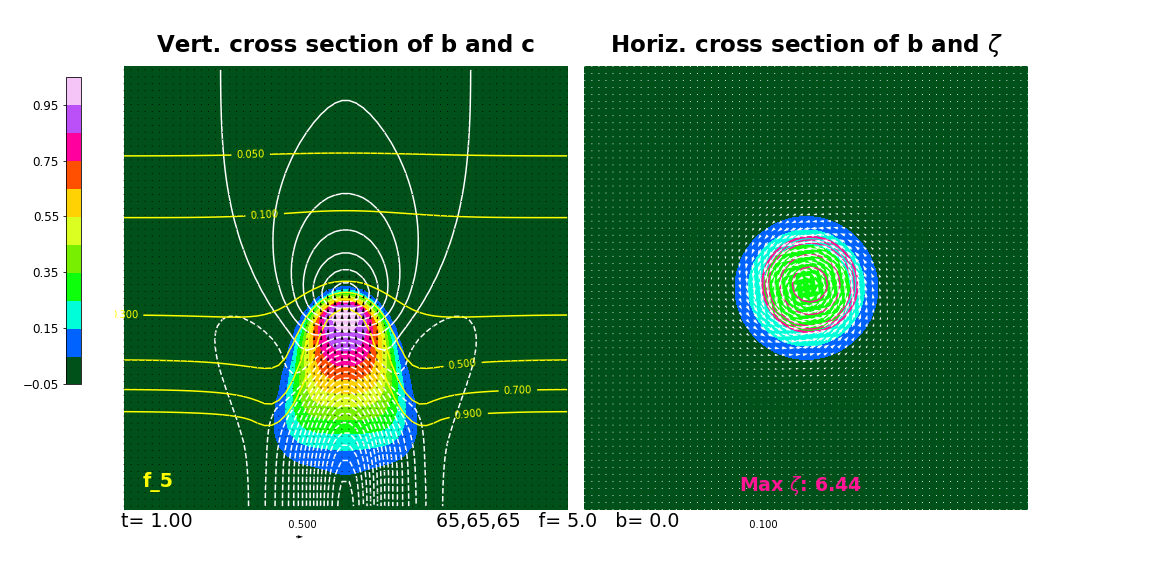 Vert. cross section of b and c
Horiz. cross section of b and ζ
0.95
0.75
0.55
0.35
0.15
−0.05
0.050
0.100
0.500
0.700
0.900
f_5
Max ζ: 6.44
t= 1.00
65,65,65 f= 5.0 b= 0.0
0.500
0.100